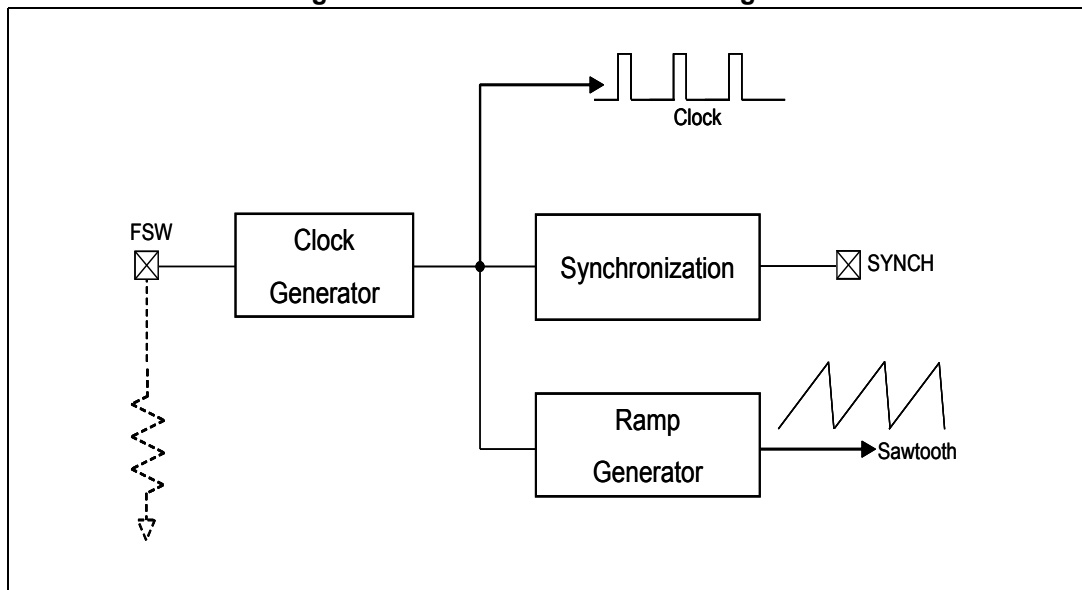 Clock
FSW
Clock
Generator
Synchronization
SYNCH
Ramp
Generator
Sawtooth